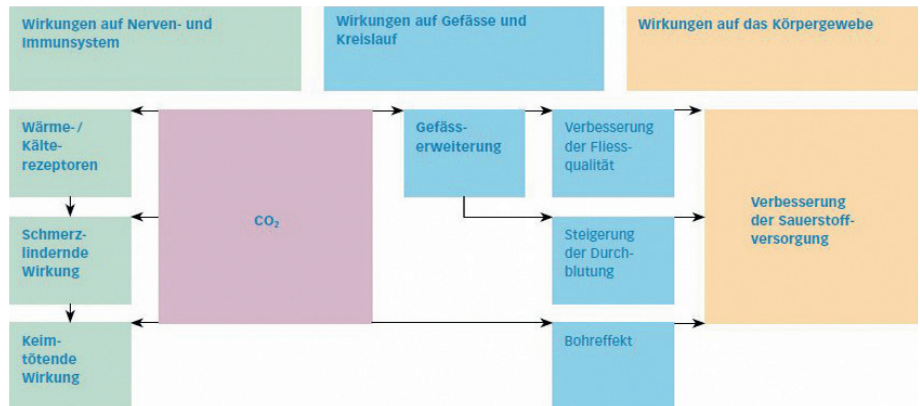 Wirkungen auf Nerven- und
Immunsystem
Wirkungen auf Gefässe und
Kreislauf
Wirkungen auf das Körpergewebe
Wärme-/
Kälte-
rezeptoren
Schmerz-
lindernde
Wirkung
Keim-
tötende
Wirkung
CO₂
Gefäss-
erweiterung
Verbesserung
der Fliess-
qualität
Steigerung
der Durch-
blutung
Bohreffekt
Verbesserung
der Sauerstoff-
versorgung